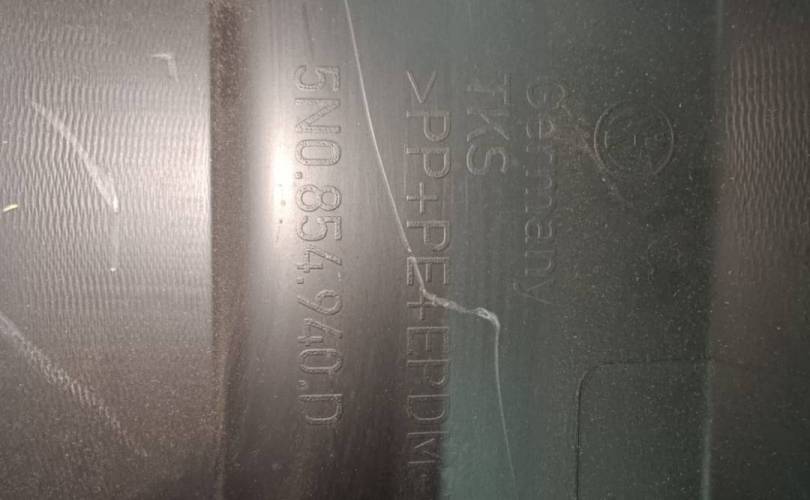 Germany
TKS
>PP+PE+EPDM
5N0.854.940.D